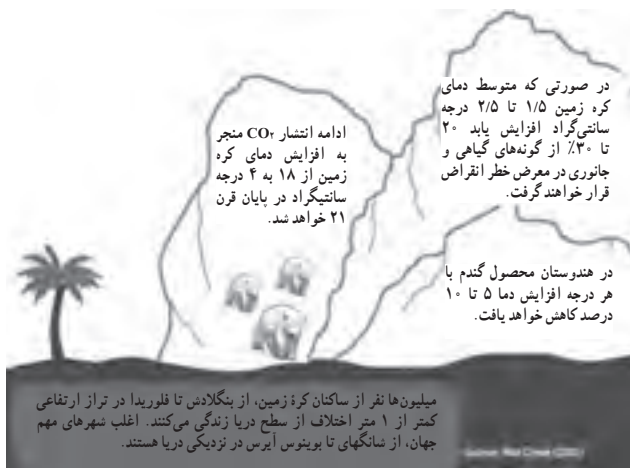 در صورتی که متوسط دمای
کره زمین ۱/۵ تا ۲/۵ درجه
سانتی‌گراد افزایش یابد ۲۰
تا ۳۰٪ از گونه‌های گیاهی و
جانوری در معرض خطر انقراض
قرار خواهند گرفت.
ادامه انتشار CO۲ منجر
به افزایش دمای کره
زمین از ۱۸ به ۴ درجه
سانتیگراد در پایان قرن
۲۱ خواهد شد.
در هندوستان محصول گندم با
هر درجه افزایش دما ۵ تا ۱۰
درصد کاهش خواهد یافت.
میلیون‌ها نفر از ساکنان کرهٔ زمین، از بنگلادش تا فلوریدا در تراز ارتفاعی
کمتر از ۱ متر اختلاف از سطح دریا زندگی می‌کنند. اغلب شهرهای مهم
جهان، از شانگهای تا بوینوس آیرس در نزدیکی دریا هستند.